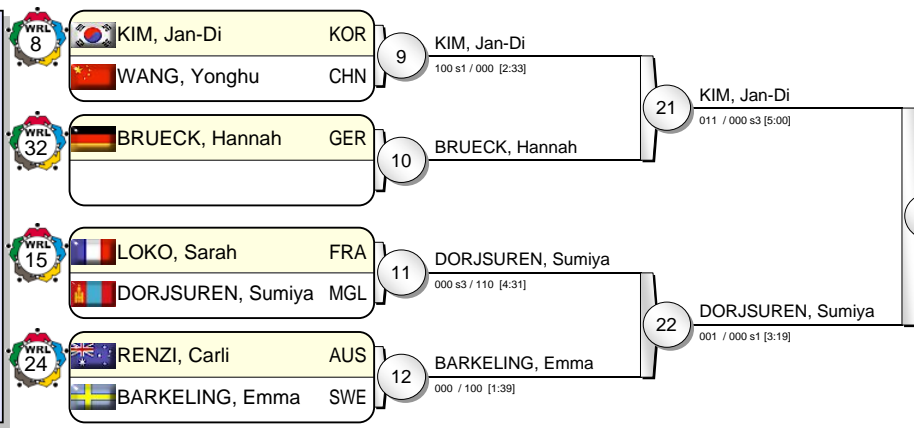 WRL
8
KIM, Jan-Di KOR
WANG, Yonghu CHN
9
KIM, Jan-Di
100 s1 / 000 [2:33]
21
KIM, Jan-Di
011 / 000 s3 [5:00]
WRL
32
BRUECK, Hannah GER
10
BRUECK, Hannah
WRL
15
LOKO, Sarah FRA
DORJSUREN, Sumiya MGL
11
DORJSUREN, Sumiya
000 s3 / 110 [4:31]
22
DORJSUREN, Sumiya
001 / 000 s1 [3:19]
WRL
24
RENZI, Carli AUS
BARKELING, Emma SWE
12
BARKELING, Emma
000 / 100 [1:39]